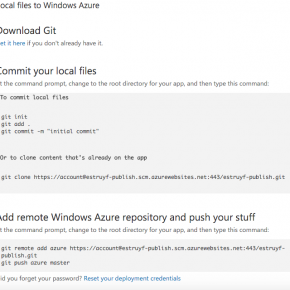 ocal files to Windows Azure
Download Git
et it here if you don't already have it.
Commit your local files
t the command prompt, change to the root directory for your app, and then type this command:
To commit local files
git init
git add .
git commit -m "initial commit"
Or to clone content that's already on the app
git clone https://account@estruyf-publish.scm.azurewebsites.net:443/estruyf-publish.git
Add remote Windows Azure repository and push your stuff
t the command prompt, change to the root directory for your app, and then type this command:
git remote add azure https://account@estruyf-publish.scm.azurewebsites.net:443/estruyf-
publish.git
git push azure master
id you forget your password? Reset your deployment credentials